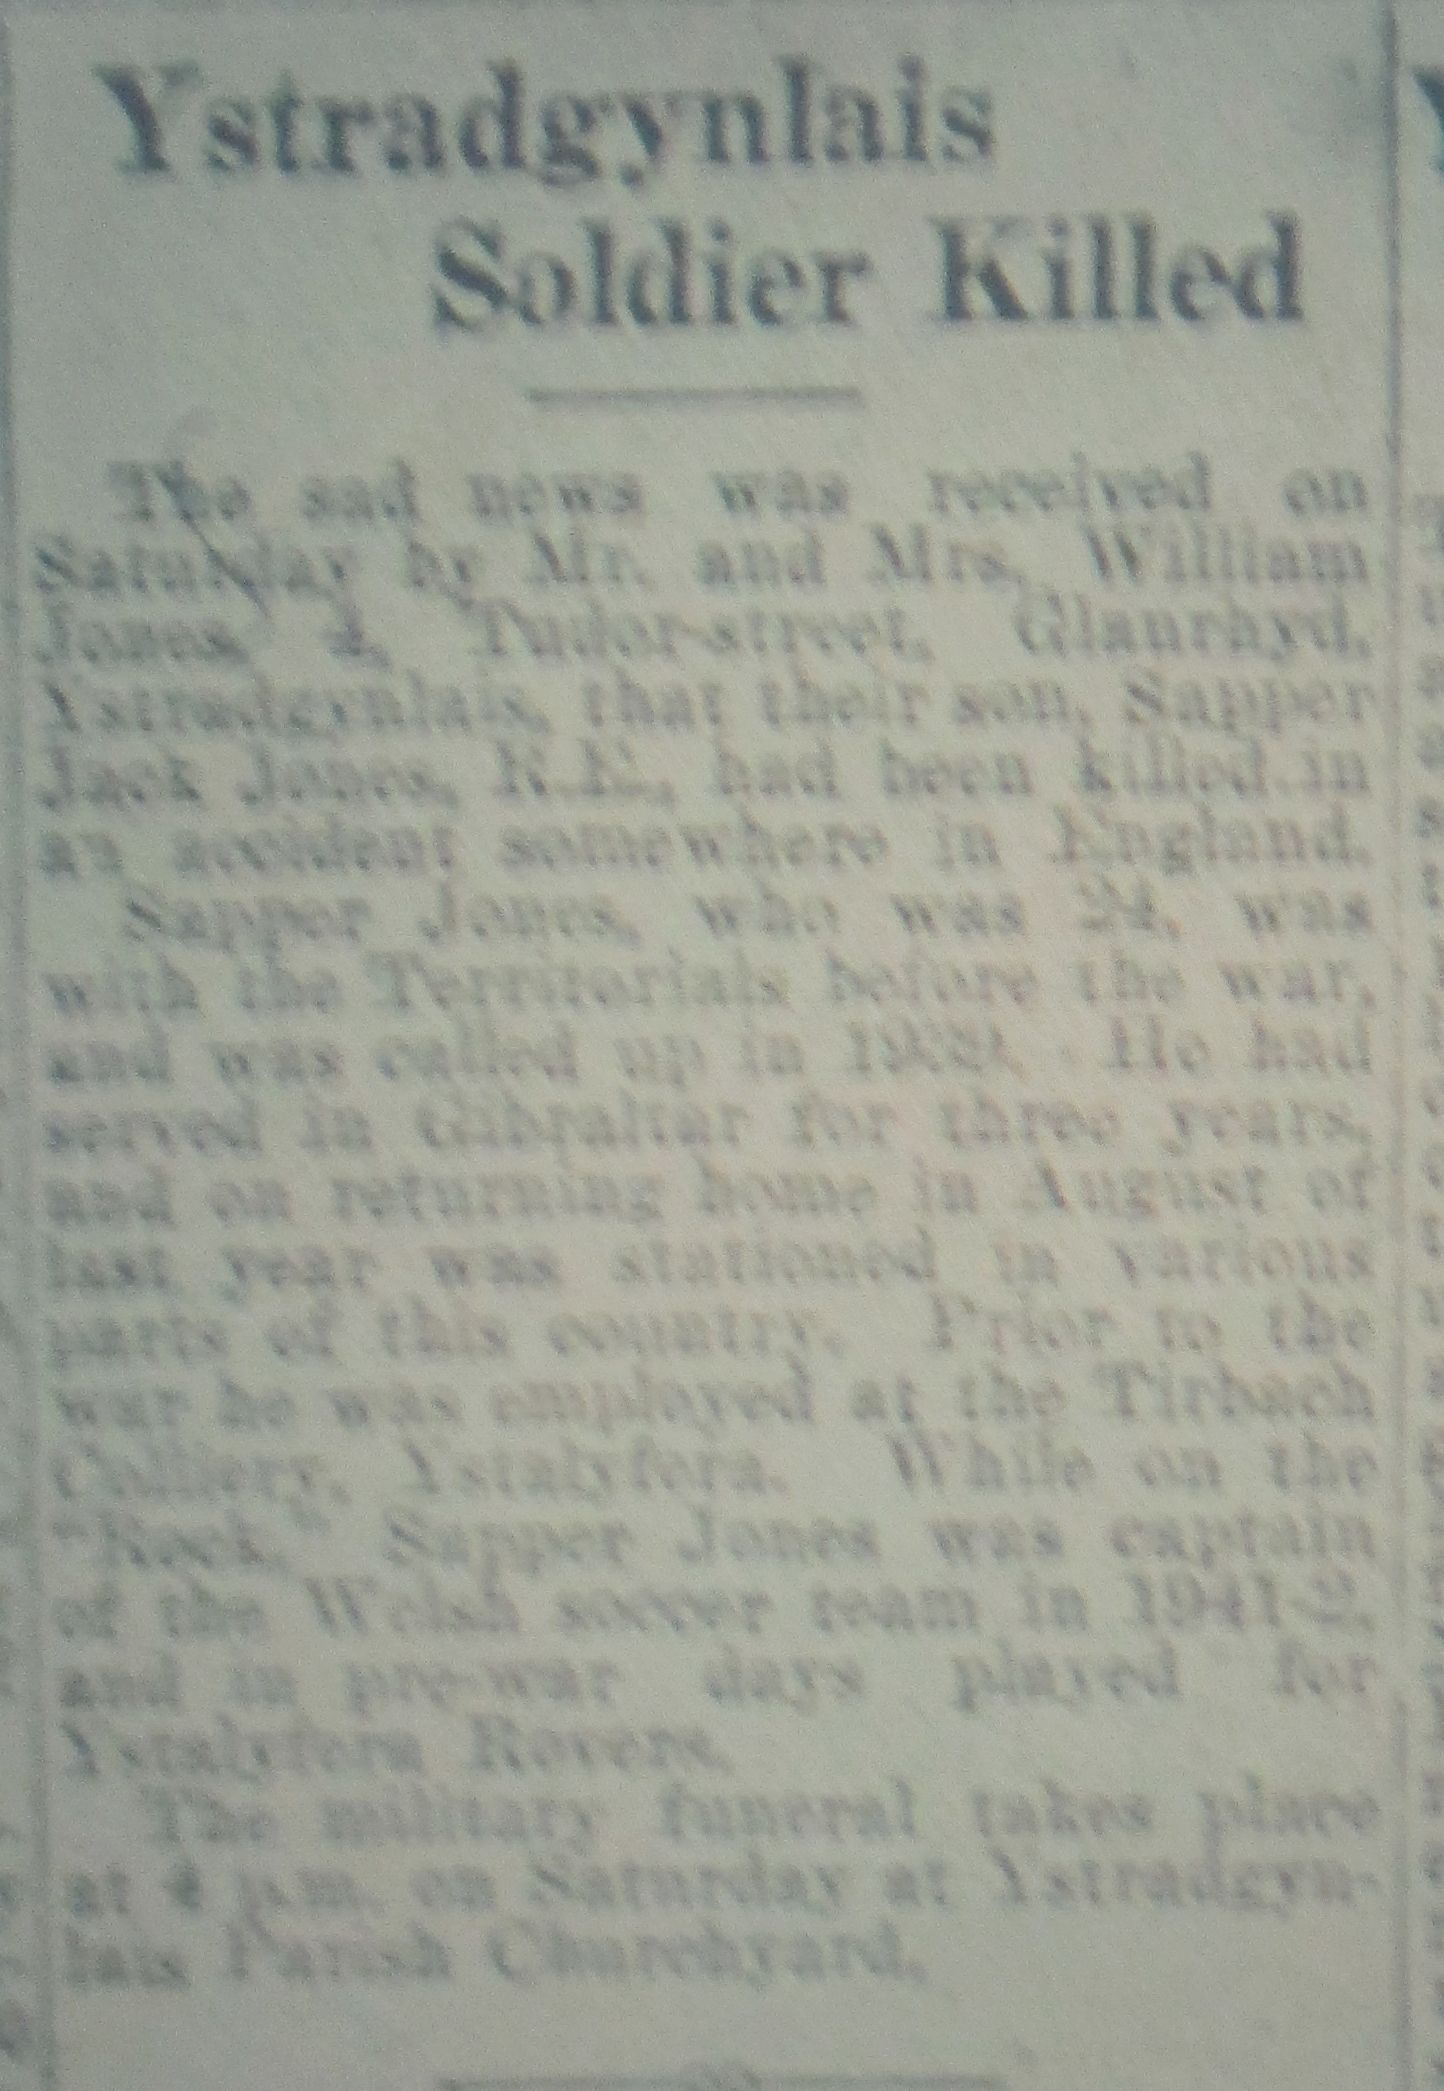 Ystradgynlais
Soldier Killed
The sad news was received on
Saturday by Mr. and Mrs. William
Jones, 4, Tudor-street, Glanrhyd,
Ystradgynlais, that their son, Sapper
Jack Jones, R.E., had been killed in
an accident somewhere in England.
Sapper Jones, who was 24, was
with the Territorials before the war,
and was called up in 1939. He had
served in Gibraltar for three years,
and on returning home in August of
last year was stationed in various
parts of this country. Prior to the
war he was employed at the Tirbach
Colliery, Ystalyfera. While on the
"Rock," Sapper Jones was captain
of the Welsh soccer team in 1941-2,
and in pre-war days played for
Ystalyfera Rovers.
The military funeral takes place
at 4 p.m. on Saturday at Ystradgyn-
lais Parish Churchyard.